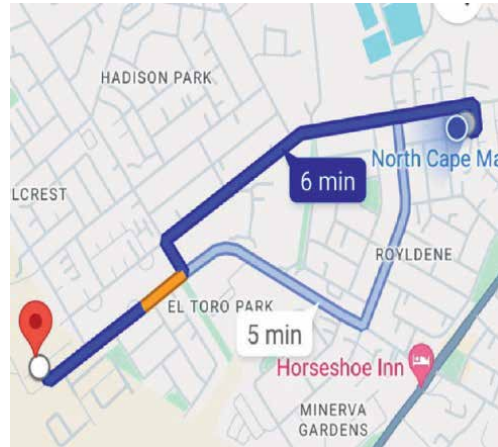 HADISON PARK
North Cape Ma
6 min
LCREST
ROYLDENE
EL TORO PARK
5 min
Horseshoe Inn
MINERVA
GARDENS